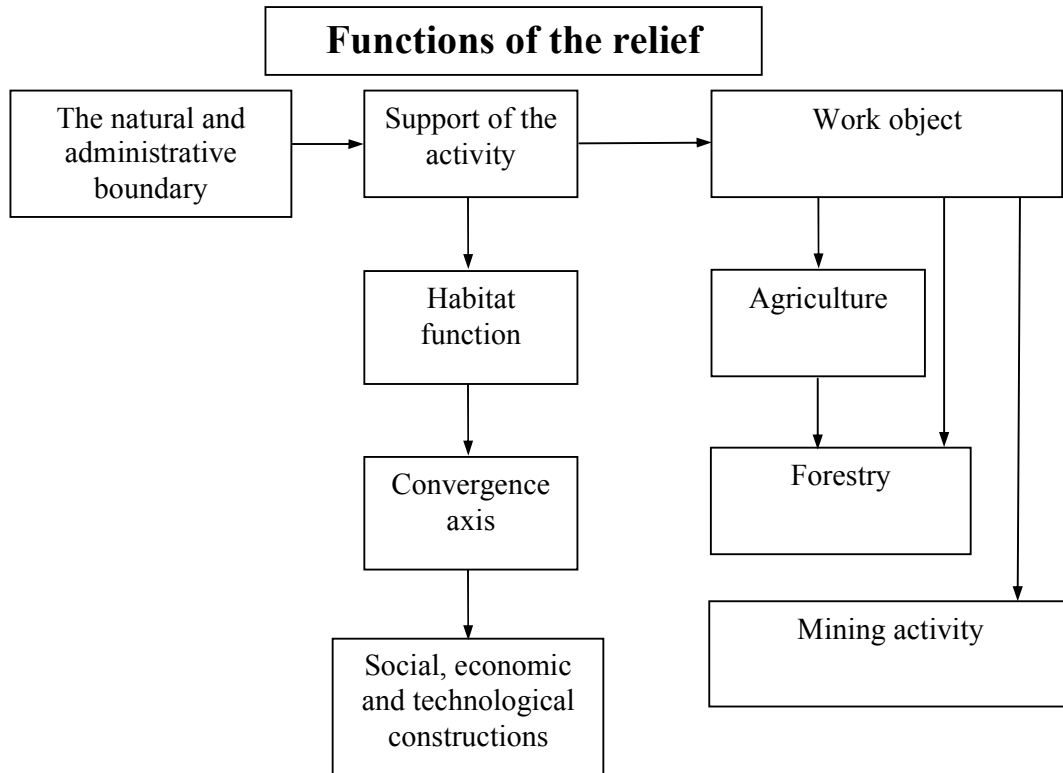 Functions of the relief
The natural and
administrative
boundary
Support of the
activity
Work object
Habitat
function
Agriculture
Convergence
axis
Forestry
Mining activity
Social, economic
and technological
constructions